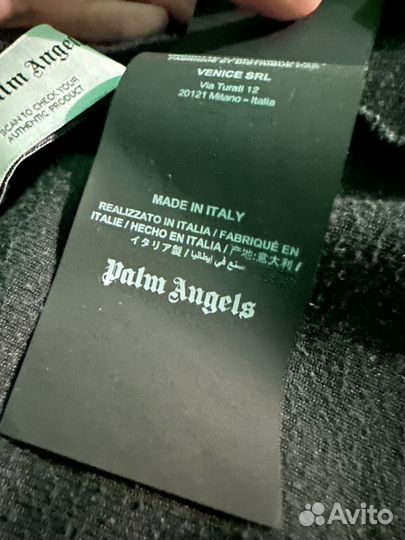 Palm Angels
SCAN TO CHECK YOUR
AUTHENTIC PRODUCT
VENICE SRL
Via Turati 12
20121 Milano - Italia
MADE IN ITALY
REALIZZATO IN ITALIA / FABRIQUÉ EN
ITALIE / HECHO EN ITALIA / 产地:意大利 /
イタリア製 / صنع في إيطاليا
Palm Angels
Avito